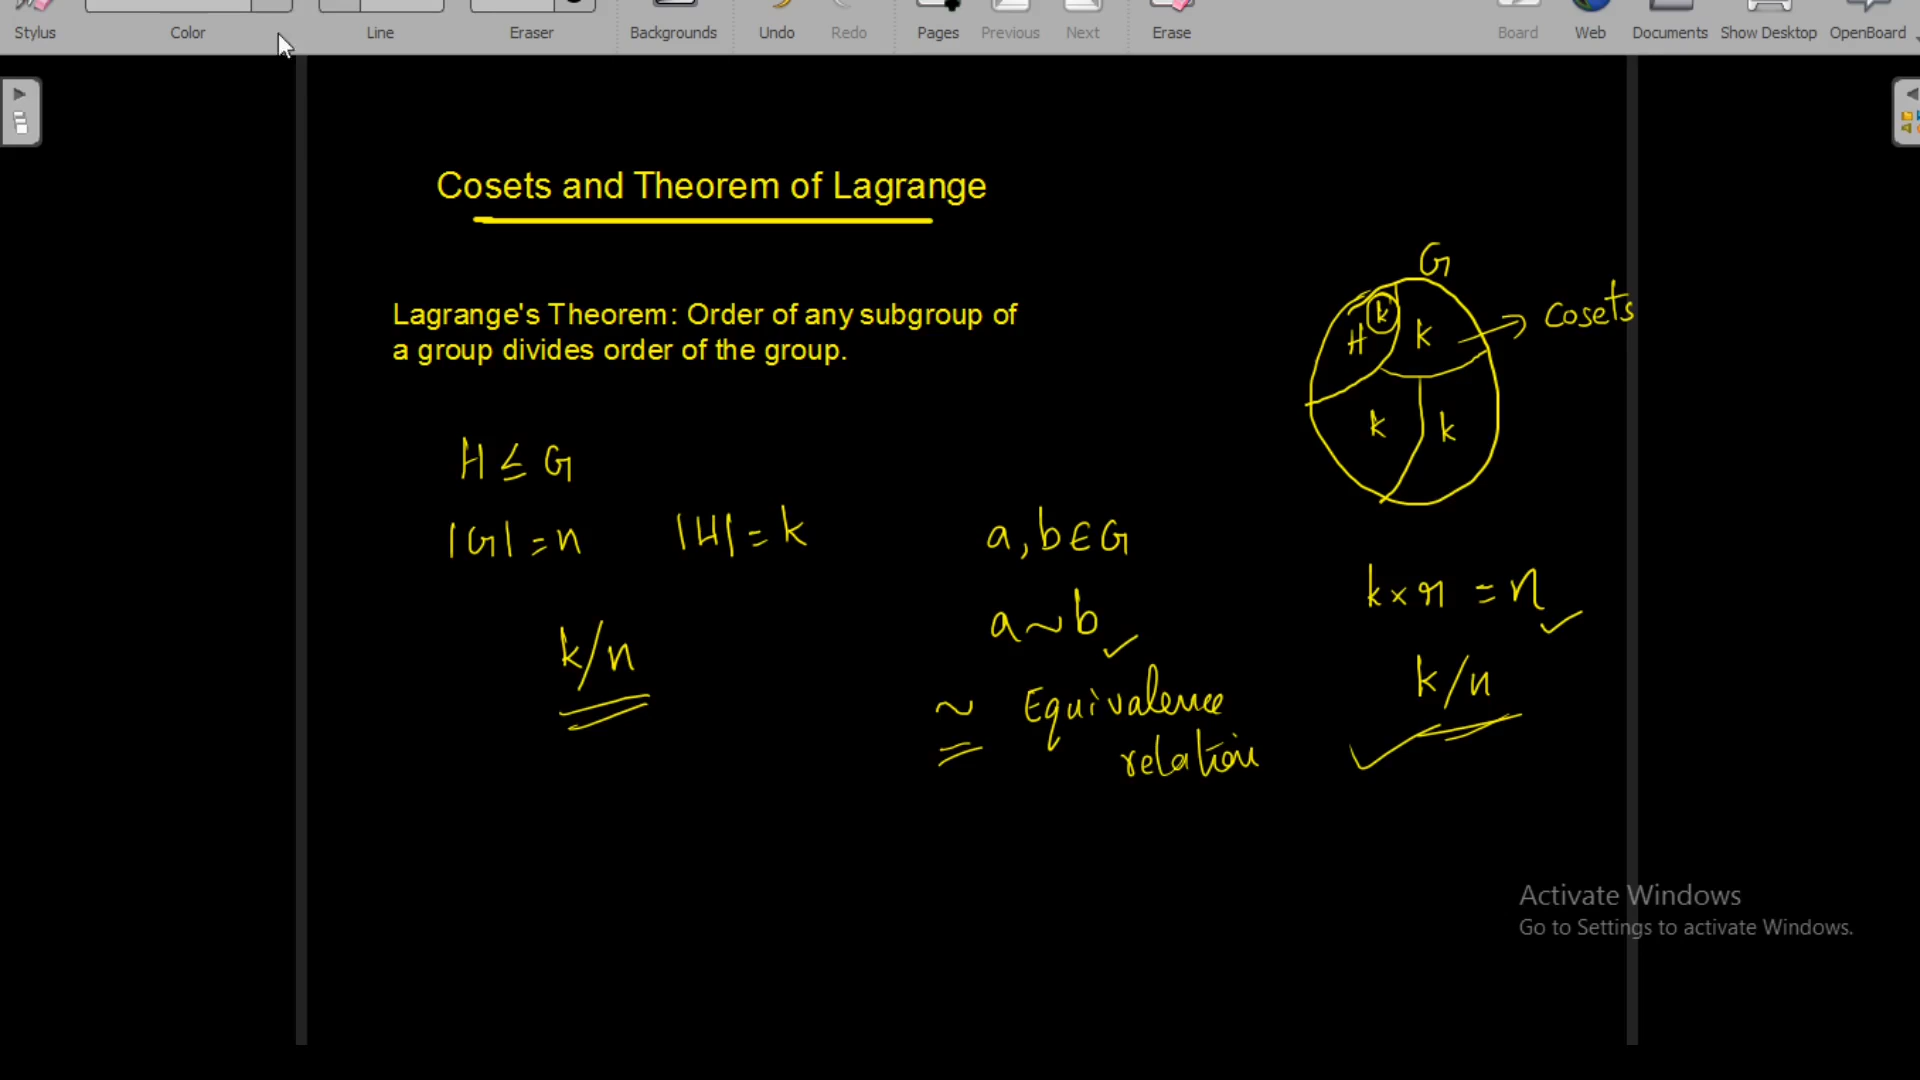 Stylus Color Line Eraser Backgrounds Undo Redo Pages Previous Next Erase Board Web Documents Show Desktop OpenBoard
Cosets and Theorem of Lagrange
Lagrange's Theorem: Order of any subgroup of
a group divides order of the group.
G
k
H
k
→ Cosets
k
k
H ≤ G
|G| = n |H| = k
k/n
a, b ∈ G
a ~ b ✓
~ Equivalence
relation
k × r = n ✓
k/n
✓
Activate Windows
Go to Settings to activate Windows.